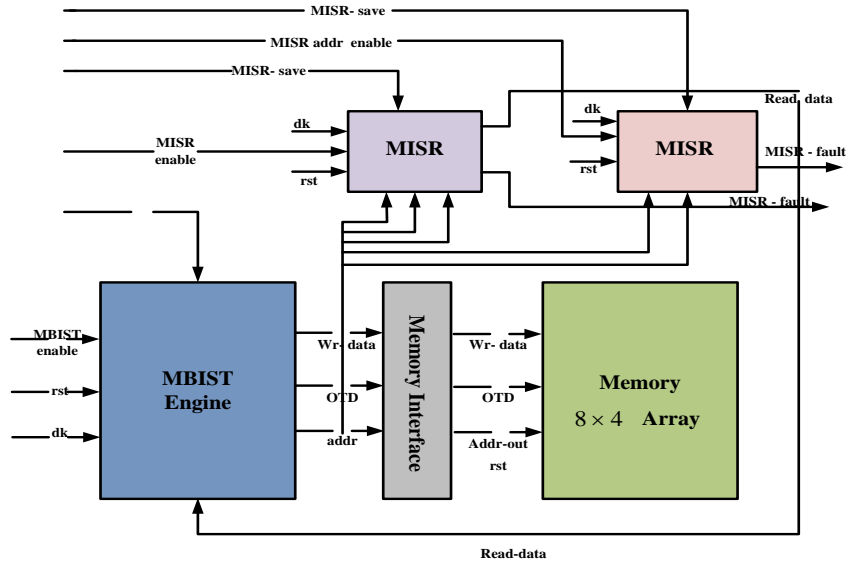 MISR- save
MISR addr enable
MISR- save
Read data
dk
dk
MISR
enable
MISR
MISR
MISR - fault
rst
rst
MISR - fault
MBIST
enable
rst
dk
MBIST
Engine
Wr- data
OTD
addr
Memory Interface
Wr- data
OTD
Addr-out
rst
Memory
8 × 4 Array
Read-data